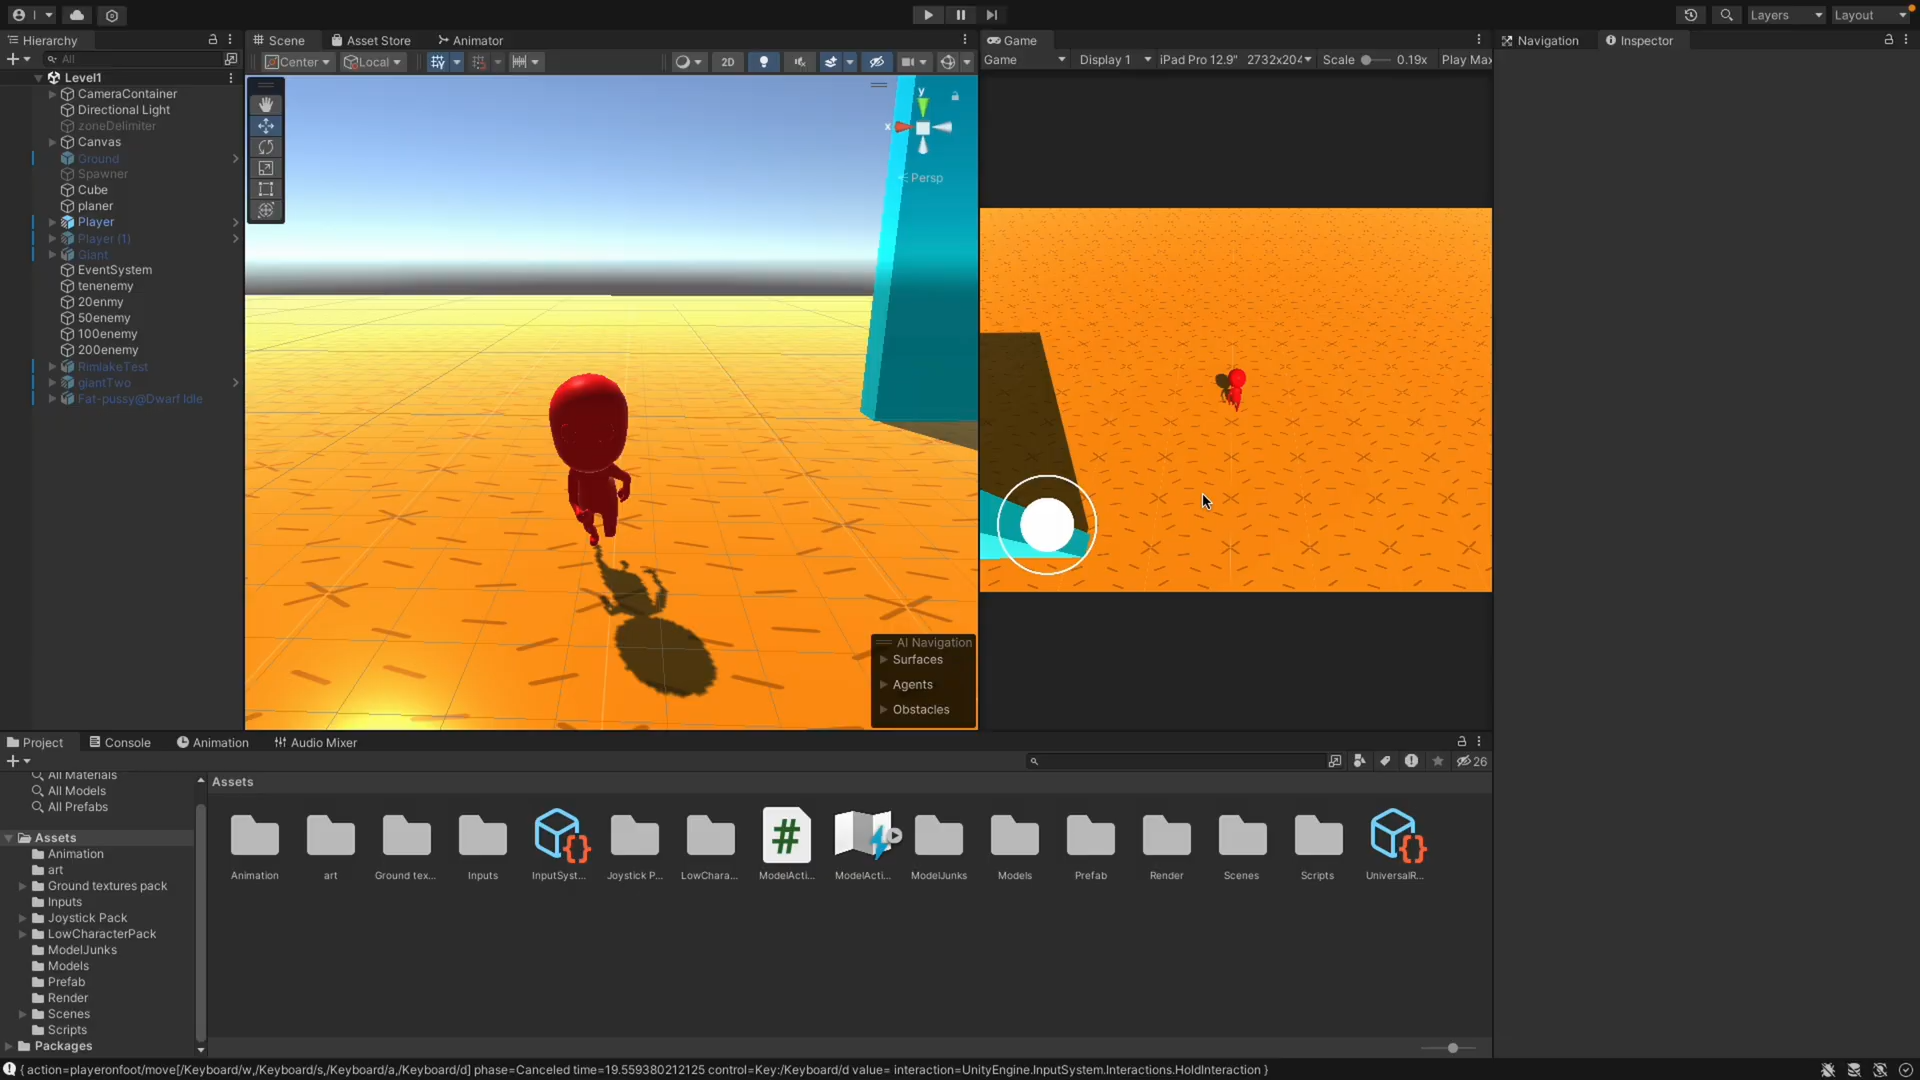 Layers
Layout
Hierarchy
Scene
Asset Store
Animator
Game
Navigation
Inspector
All
Center
Local
2D
Game
Display 1
iPad Pro 12.9" 2732x204
Scale
0.19x
Play Max
Level1
CameraContainer
Directional Light
zoneDelimiter
Canvas
Ground
Spawner
Cube
planer
Player
Player (1)
Giant
EventSystem
tenenemy
20enmy
50enemy
100enemy
200enemy
RimlakeTest
giantTwo
Fat-pussy@Dwarf Idle
y
x
Persp
AI Navigation
Surfaces
Agents
Obstacles
Project
Console
Animation
Audio Mixer
26
All Materials
All Models
All Prefabs
Assets
Animation
art
Ground textures pack
Inputs
Joystick Pack
LowCharacterPack
ModelJunks
Models
Prefab
Render
Scenes
Scripts
Packages
Assets
Animation
art
Ground tex...
Inputs
InputSyst...
Joystick P...
LowChara...
ModelActi...
ModelActi...
ModelJunks
Models
Prefab
Render
Scenes
Scripts
UniversalR...
{ action=playeronfoot/move[/Keyboard/w,/Keyboard/s,/Keyboard/a,/Keyboard/d] phase=Canceled time=19.559380212125 control=Key:/Keyboard/d value= interaction=UnityEngine.InputSystem.Interactions.HoldInteraction }